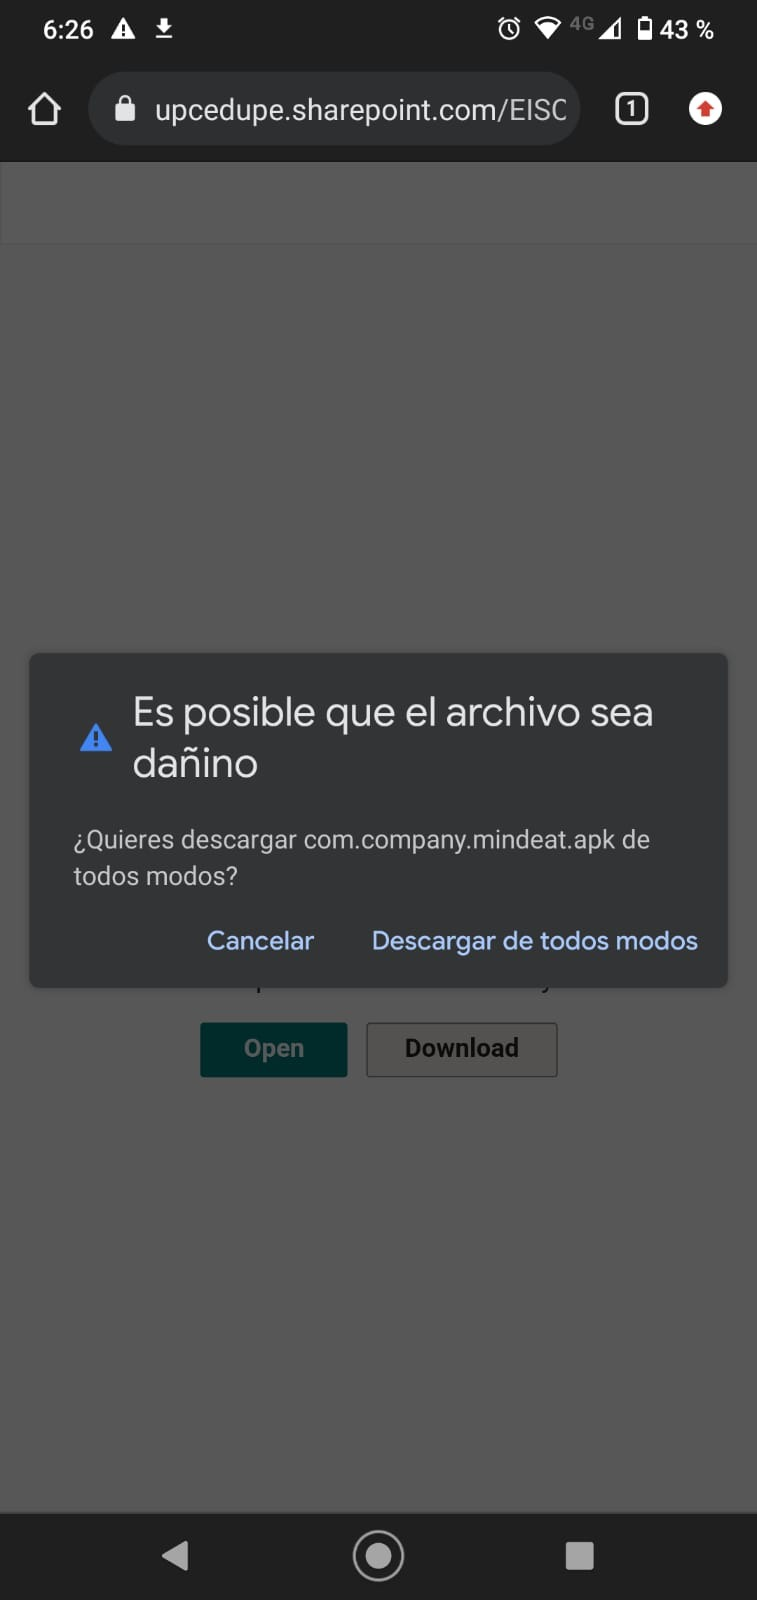 6:26 4G 43 %
upcedupe.sharepoint.com/EISC 1
Es posible que el archivo sea
dañino
¿Quieres descargar com.company.mindeat.apk de
todos modos?
Cancelar Descargar de todos modos
Open Download